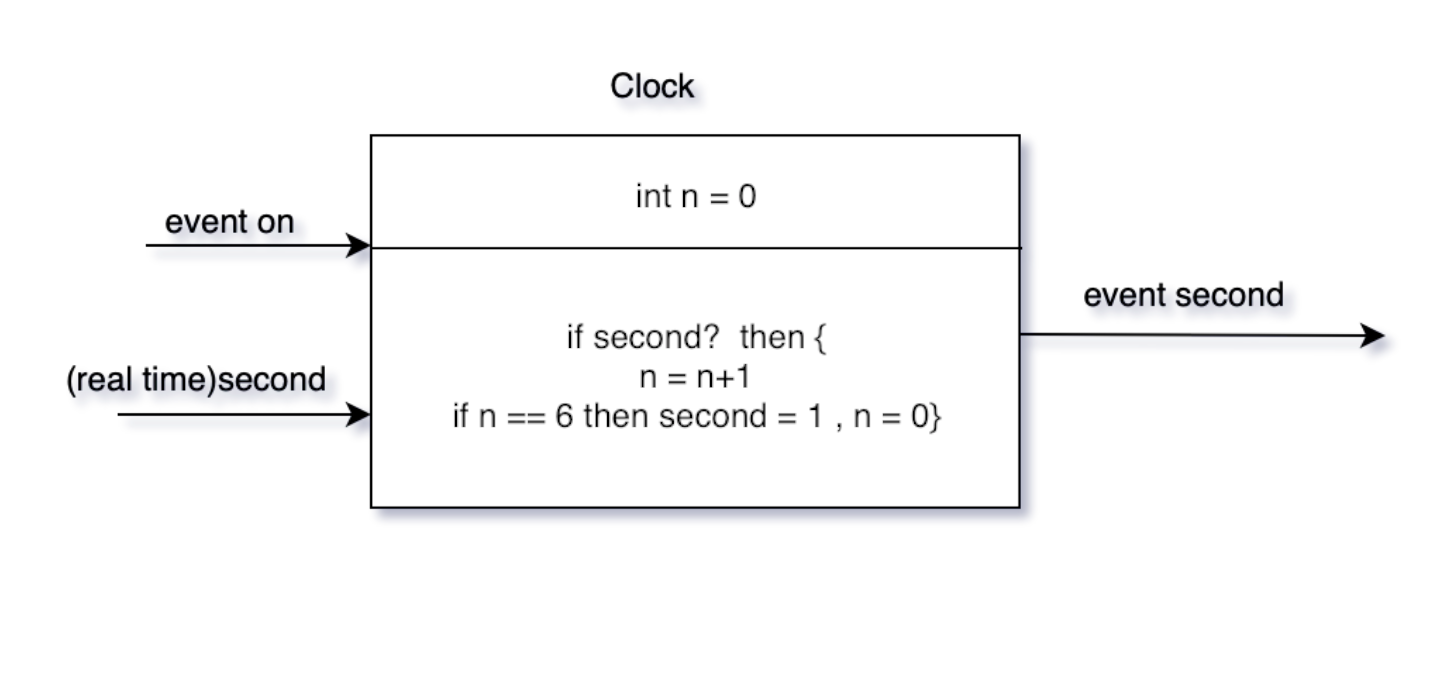 Clock
int n = 0
event on
event second
if second? then {
(real time)second
n = n+1
if n == 6 then second = 1 , n = 0}